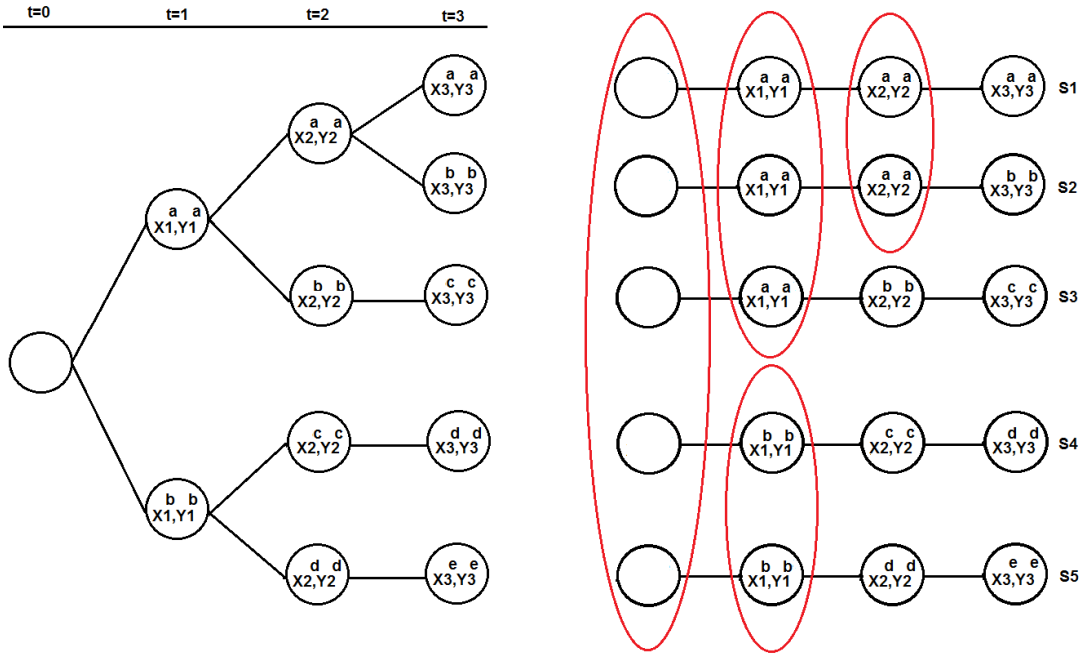 t=0 t=1 t=2 t=3
a a
X3,Y3
a a
X2,Y2
b b
X3,Y3
a a
X1,Y1
b b c c
X2,Y2 X3,Y3
c c d d
X2,Y2 X3,Y3
b b
X1,Y1
d d e e
X2,Y2 X3,Y3
a a a a a a
X1,Y1 X2,Y2 X3,Y3 S1
a a a a b b
X1,Y1 X2,Y2 X3,Y3 S2
a a b b c c
X1,Y1 X2,Y2 X3,Y3 S3
b b c c d d
X1,Y1 X2,Y2 X3,Y3 S4
b b d d e e
X1,Y1 X2,Y2 X3,Y3 S5